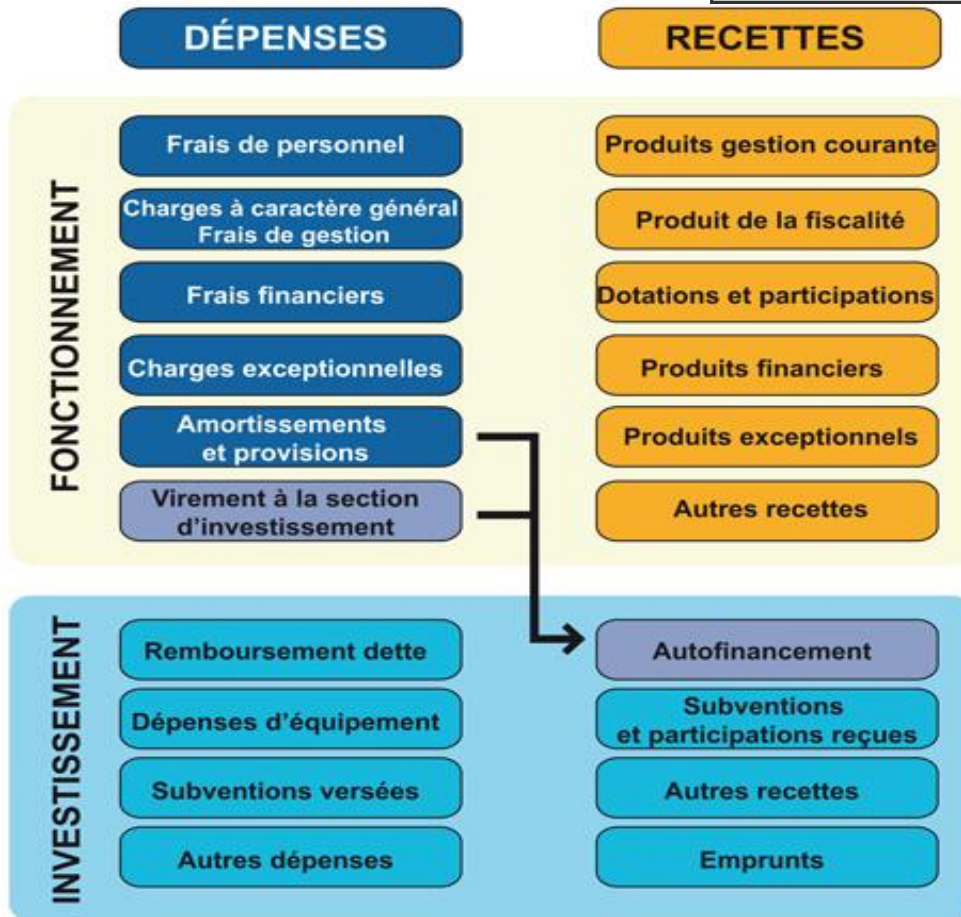 DÉPENSES
RECETTES
FONCTIONNEMENT
Frais de personnel
Produits gestion courante
Charges à caractère général
Frais de gestion
Produit de la fiscalité
Frais financiers
Dotations et participations
Charges exceptionnelles
Produits financiers
Amortissements
et provisions
Produits exceptionnels
Virement à la section
d'investissement
Autres recettes
INVESTISSEMENT
Remboursement dette
Autofinancement
Dépenses d'équipement
Subventions
et participations reçues
Subventions versées
Autres recettes
Autres dépenses
Emprunts